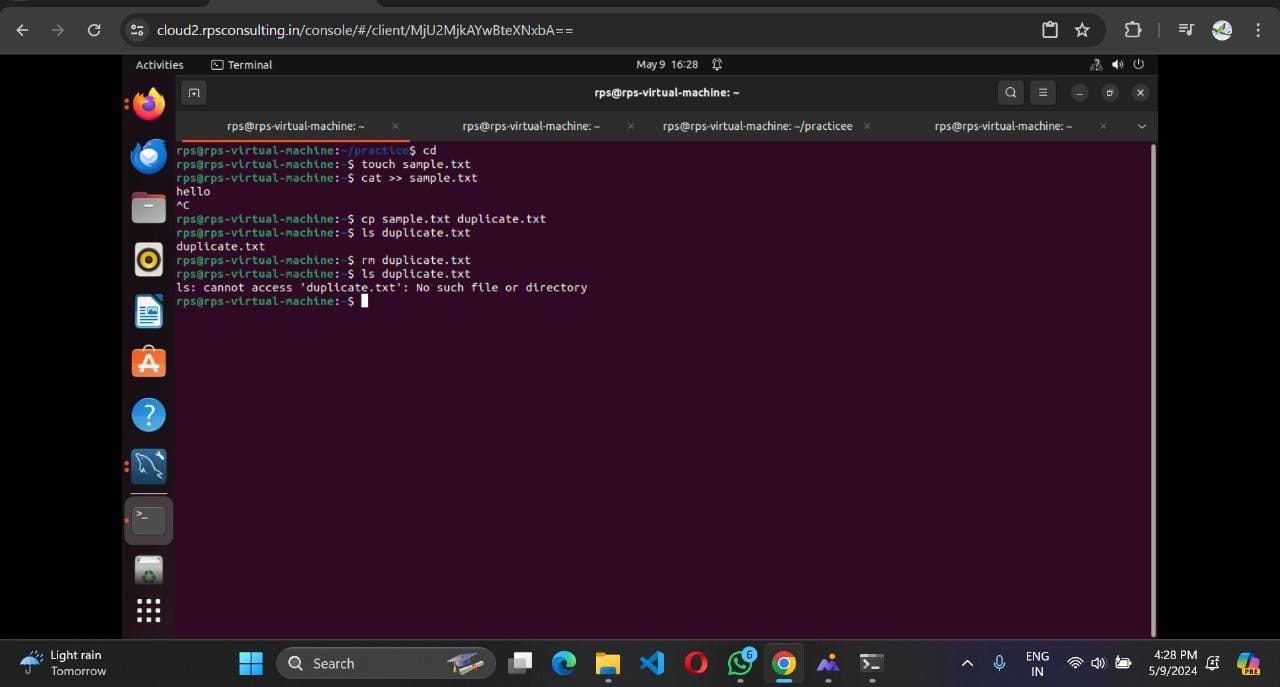 cloud2.rpsconsulting.in/console/#/client/MjU2MjkAYwBteXNxbA==
Activities Terminal May 9 16:28
rps@rps-virtual-machine: ~
rps@rps-virtual-machine: ~ rps@rps-virtual-machine: ~ rps@rps-virtual-machine: ~/practicee rps@rps-virtual-machine: ~
rps@rps-virtual-machine:~/practice$ cd
rps@rps-virtual-machine:~$ touch sample.txt
rps@rps-virtual-machine:~$ cat >> sample.txt
hello
^C
rps@rps-virtual-machine:~$ cp sample.txt duplicate.txt
rps@rps-virtual-machine:~$ ls duplicate.txt
duplicate.txt
rps@rps-virtual-machine:~$ rm duplicate.txt
rps@rps-virtual-machine:~$ ls duplicate.txt
ls: cannot access 'duplicate.txt': No such file or directory
rps@rps-virtual-machine:~$
Light rain
Tomorrow
Search
6
ENG
IN
4:28 PM
5/9/2024
PRE